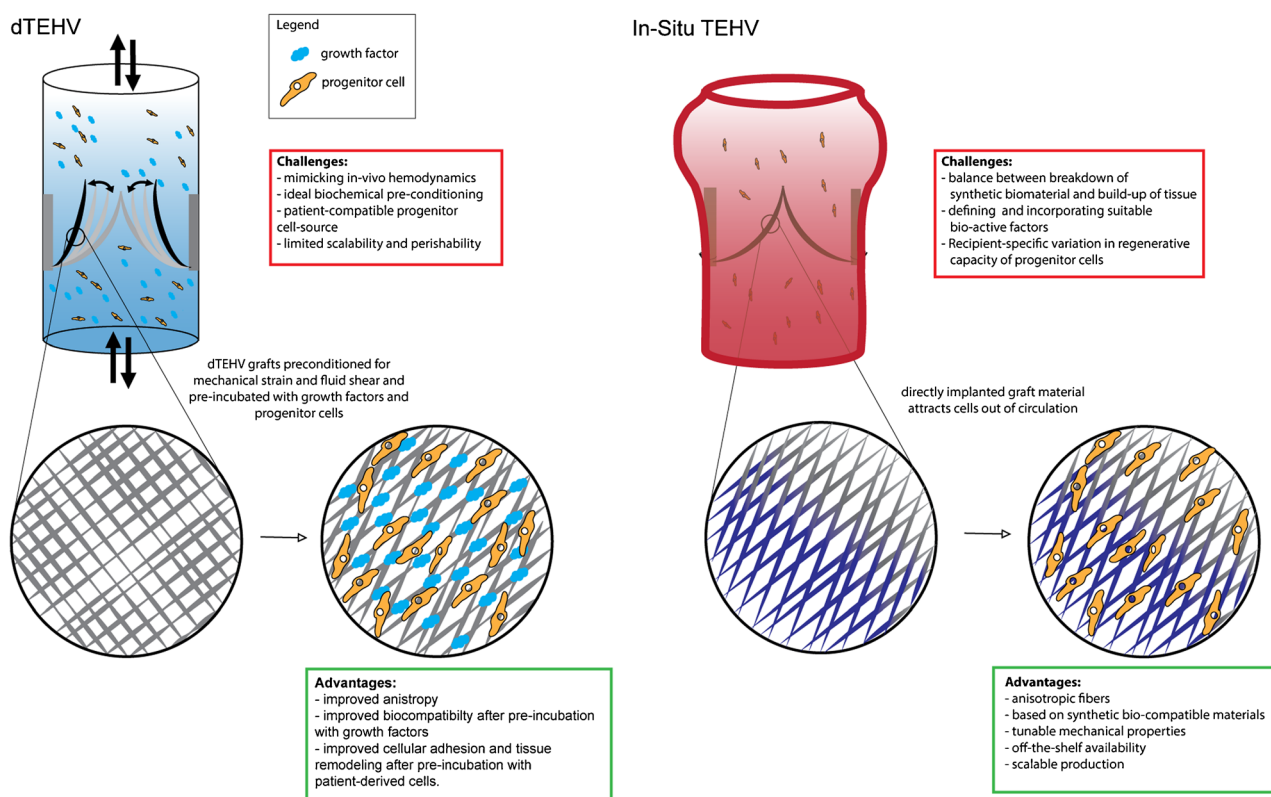 dTEHV
Legend
growth factor
progenitor cell
Challenges:
- mimicking in-vivo hemodynamics
- ideal biochemical pre-conditioning
- patient-compatible progenitor
cell-source
- limited scalability and perishability
dTEHV grafts preconditioned for
mechanical strain and fluid shear and
pre-incubated with growth factors and
progenitor cells
Advantages:
- improved anistropy
- improved biocompatibilty after pre-incubation
with growth factors
- improved cellular adhesion and tissue
remodeling after pre-incubation with
patient-derived cells.
In-Situ TEHV
Challenges:
- balance between breakdown of
synthetic biomaterial and build-up of tissue
- defining and incorporating suitable
bio-active factors
- Recipient-specific variation in regenerative
capacity of progenitor cells
directly implanted graft material
attracts cells out of circulation
Advantages:
- anisotropic fibers
- based on synthetic bio-compatible materials
- tunable mechanical properties
- off-the-shelf availability
- scalable production